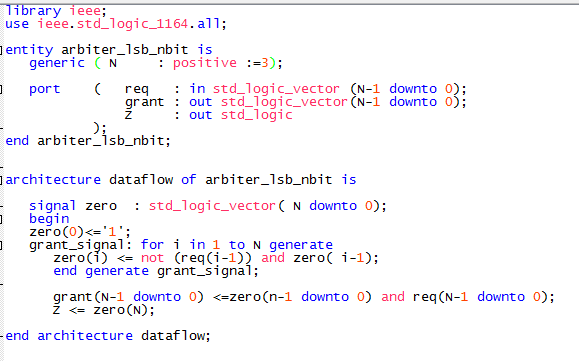 library ieee;
use ieee.std_logic_1164.all;
entity arbiter_lsb_nbit is
generic ( N : positive :=3);
port ( req : in std_logic_vector (N-1 downto 0);
grant : out std_logic_vector(N-1 downto 0);
Z : out std_logic
);
end arbiter_lsb_nbit;
architecture dataflow of arbiter_lsb_nbit is
signal zero : std_logic_vector( N downto 0);
begin
zero(0)<='1';
grant_signal: for i in 1 to N generate
zero(i) <= not (req(i-1)) and zero( i-1);
end generate grant_signal;
grant(N-1 downto 0) <=zero(n-1 downto 0) and req(N-1 downto 0);
Z <= zero(N);
end architecture dataflow;